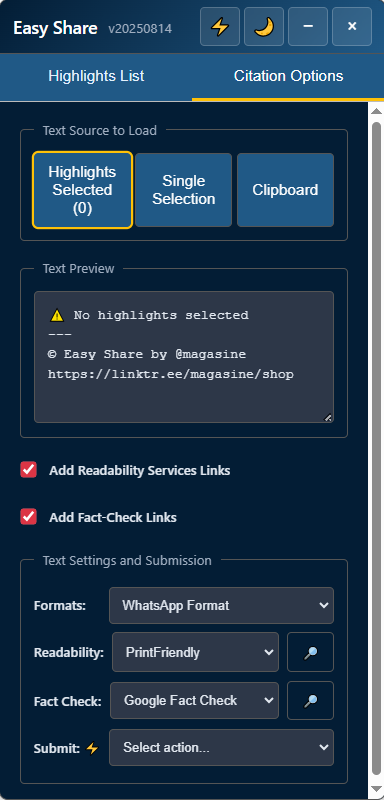 Easy Share v20250814
Highlights List Citation Options
Text Source to Load
Highlights
Selected
(0)
Single
Selection
Clipboard
Text Preview
⚠️ No highlights selected
---
© Easy Share by @magasine
https://linktr.ee/magasine/shop
Add Readability Services Links
Add Fact-Check Links
Text Settings and Submission
Formats: WhatsApp Format
Readability: PrintFriendly
Fact Check: Google Fact Check
Submit: ⚡ Select action...